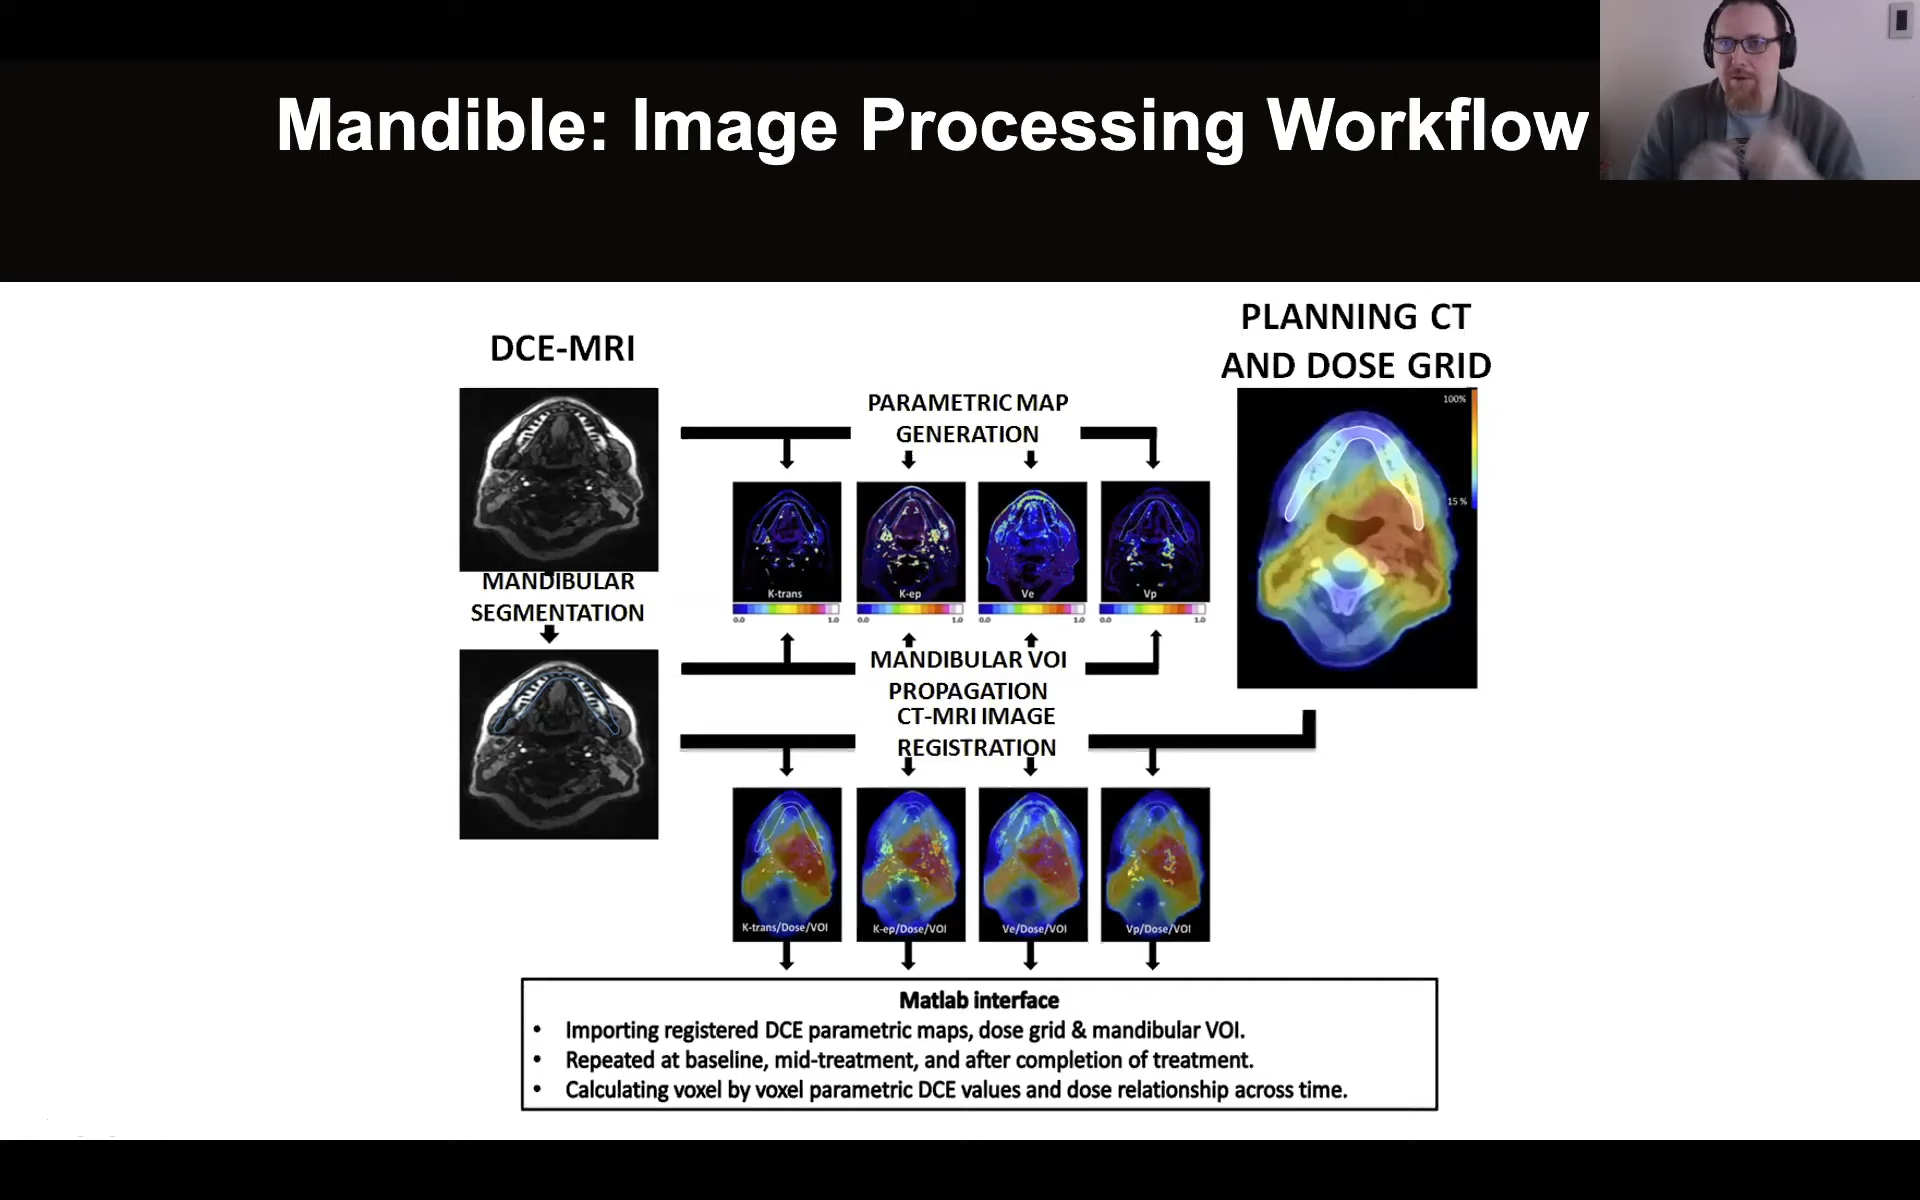 Mandible: Image Processing Workflow
DCE-MRI
PLANNING CT
AND DOSE GRID
PARAMETRIC MAP
GENERATION
100%
15 %
K-trans
K-ep
Ve
Vp
0.0 1.0
0.0 1.0
0.0 1.0
0.0 1.0
MANDIBULAR
SEGMENTATION
MANDIBULAR VOI
PROPAGATION
CT-MRI IMAGE
REGISTRATION
K-trans/Dose/VOI
K-ep/Dose/VOI
Ve/Dose/VOI
Vp/Dose/VOI
Matlab interface
• Importing registered DCE parametric maps, dose grid & mandibular VOI.
• Repeated at baseline, mid-treatment, and after completion of treatment.
• Calculating voxel by voxel parametric DCE values and dose relationship across time.